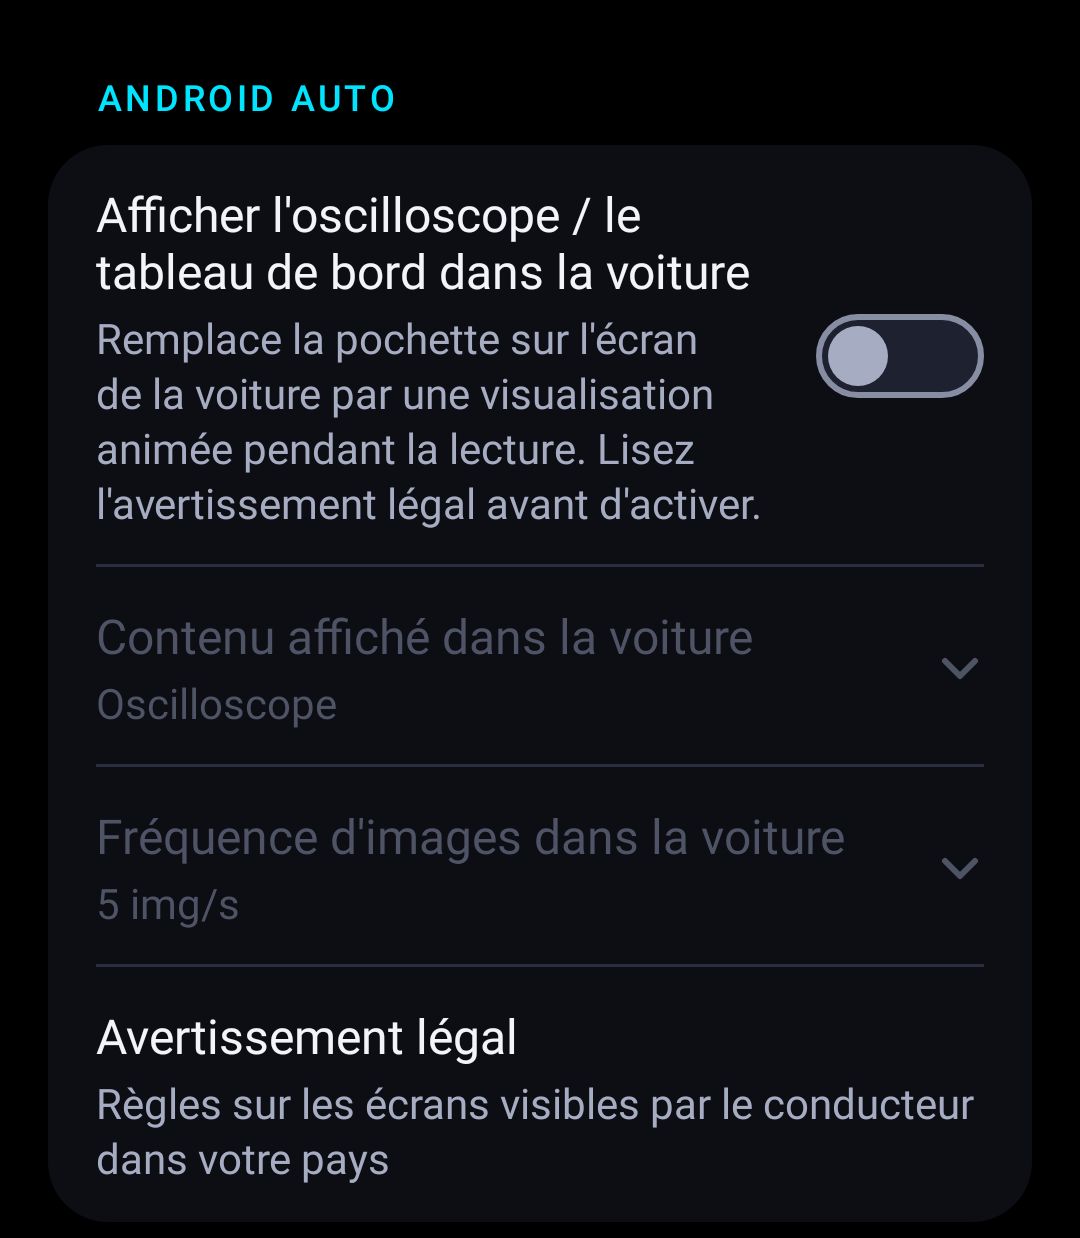 ANDROID AUTO
Afficher l'oscilloscope / le
tableau de bord dans la voiture
Remplace la pochette sur l'écran
de la voiture par une visualisation
animée pendant la lecture. Lisez
l'avertissement légal avant d'activer.
Contenu affiché dans la voiture
Oscilloscope
Fréquence d'images dans la voiture
5 img/s
Avertissement légal
Règles sur les écrans visibles par le conducteur
dans votre pays